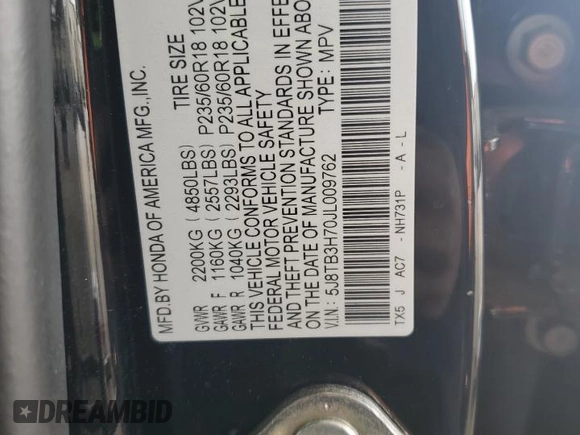 MFD.BY HONDA OF AMERICA MFG.,INC.
TIRE SIZE
GVWR 2200KG ( 4850LBS)
GAWR F 1160KG ( 2557LBS) P235/60R18 102V
GAWR R 1040KG ( 2293LBS) P235/60R18 102V
THIS VEHICLE CONFORMS TO ALL APPLICABLE
FEDERAL MOTOR VEHICLE SAFETY
AND THEFT PREVENTION STANDARDS IN EFFE
ON THE DATE OF MANUFACTURE SHOWN ABO
V.I.N.: 5J8TB3H70JL009762 TYPE: MPV
TX5 J AC7 - NH731P - A - L
DREAMBID